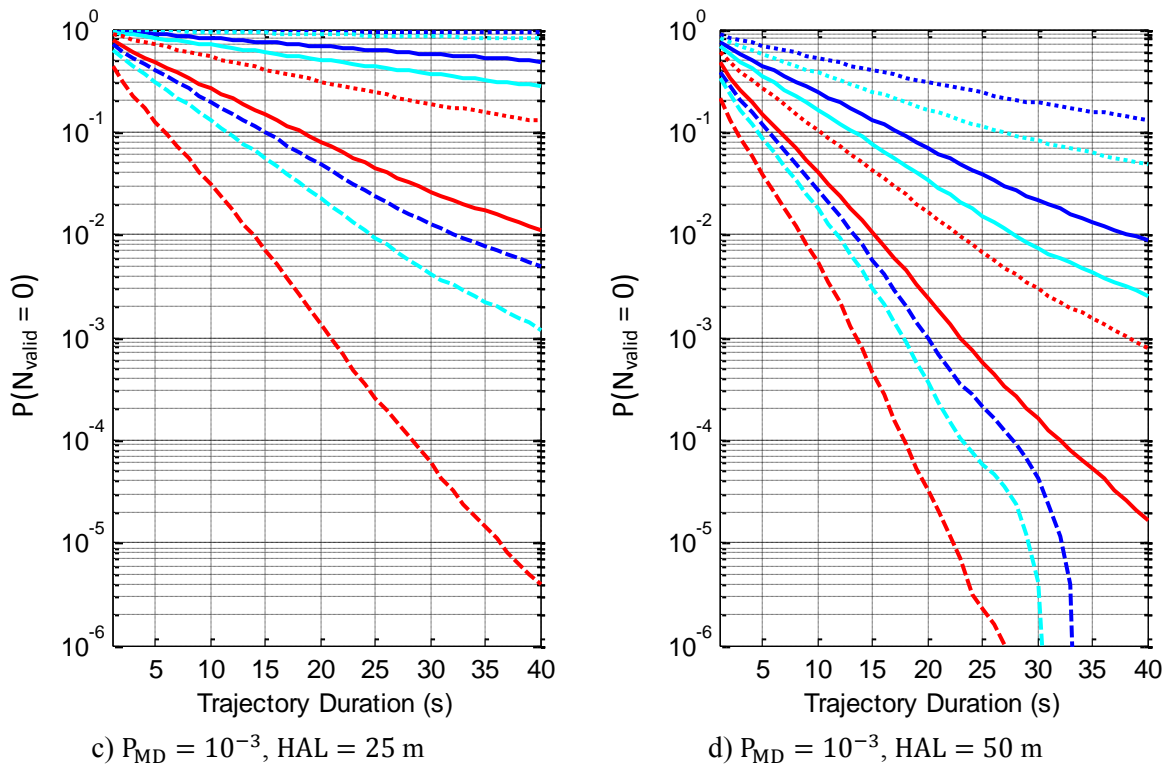 10^0
10^-1
10^-2
10^-3
10^-4
10^-5
10^-6
P(N_valid = 0)
5 10 15 20 25 30 35 40
Trajectory Duration (s)
c) P_MD = 10^−3, HAL = 25 m
10^0
10^-1
10^-2
10^-3
10^-4
10^-5
10^-6
P(N_valid = 0)
5 10 15 20 25 30 35 40
Trajectory Duration (s)
d) P_MD = 10^−3, HAL = 50 m